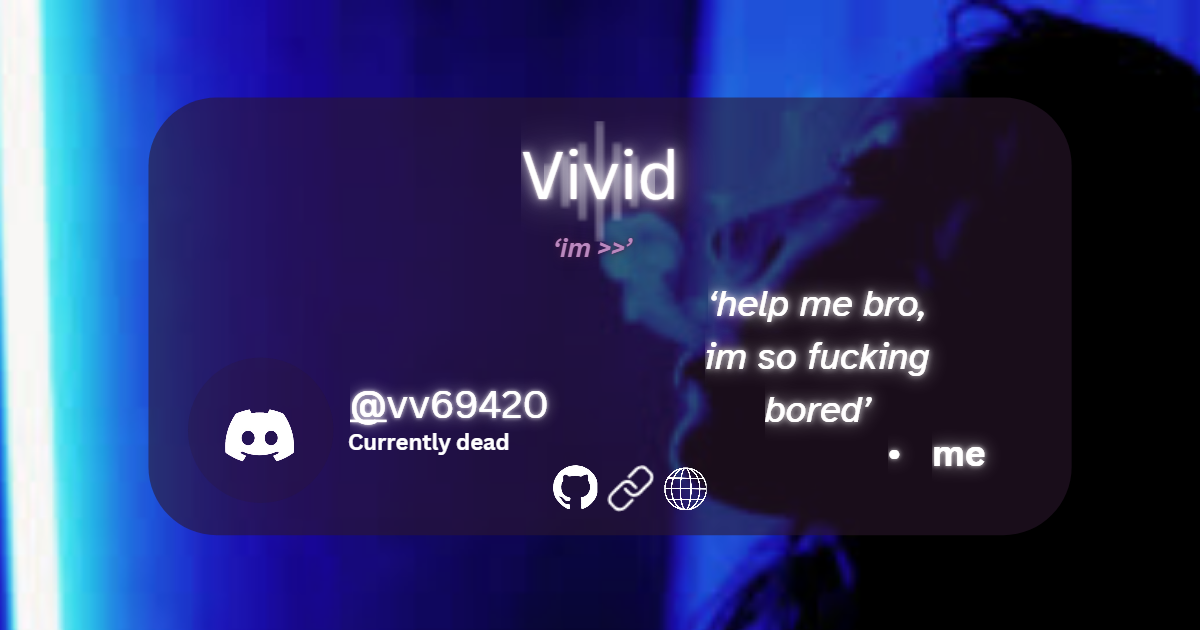 Vivid
‘im >>’
‘help me bro,
im so fucking
bored’
• me
@vv69420
Currently dead